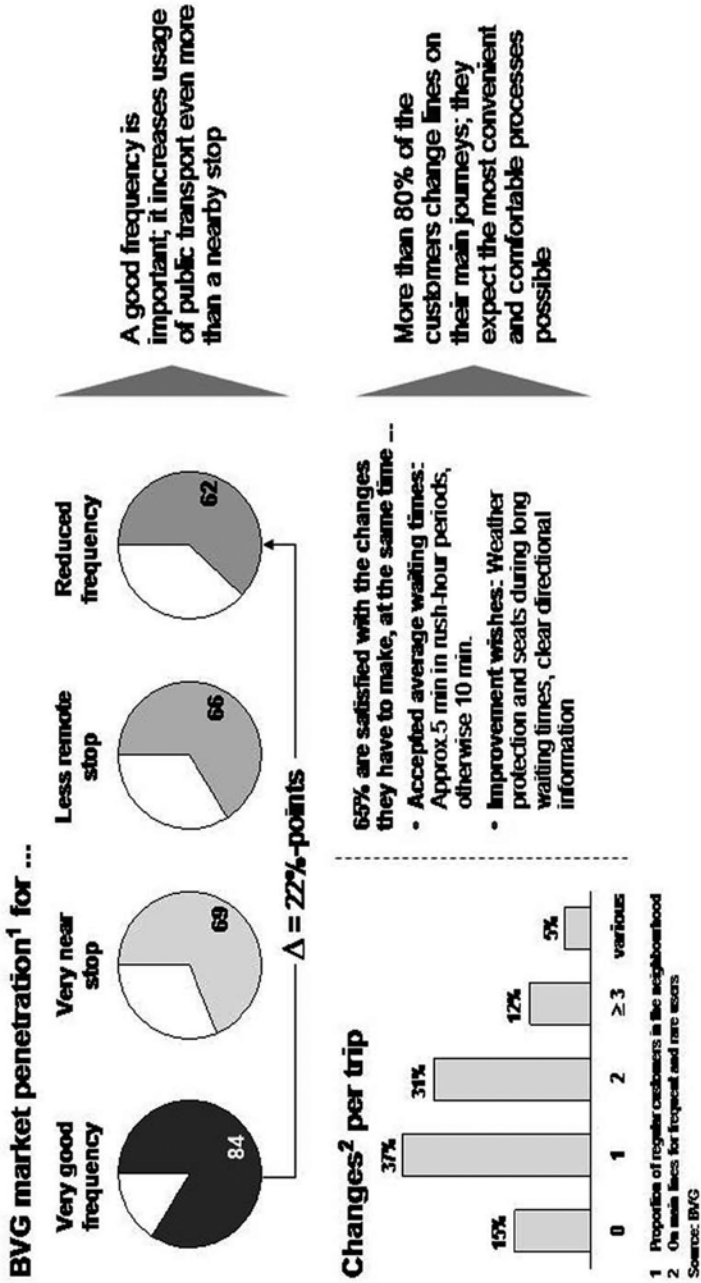 BVG market penetration¹ for ...
Very good
frequency
Very near
stop
Less remote
stop
Reduced
frequency
84
69
66
62
Δ = 22%-points
A good frequency is
important; it increases usage
of public transport even more
than a nearby stop
Changes² per trip
15%
37%
31%
12%
5%
0
1
2
≥ 3
various
65% are satisfied with the changes
they have to make, at the same time ...
• Accepted average waiting times:
Approx.5 min in rush-hour periods,
otherwise 10 min.
• Improvement wishes: Weather
protection and seats during long
waiting times, clear directional
information
More than 80% of the
customers change lines on
their main journeys; they
expect the most convenient
and comfortable processes
possible
1 Proportion of regular customers in the neighbourhood
2 On main lines for frequent and rare users
Source: BVG